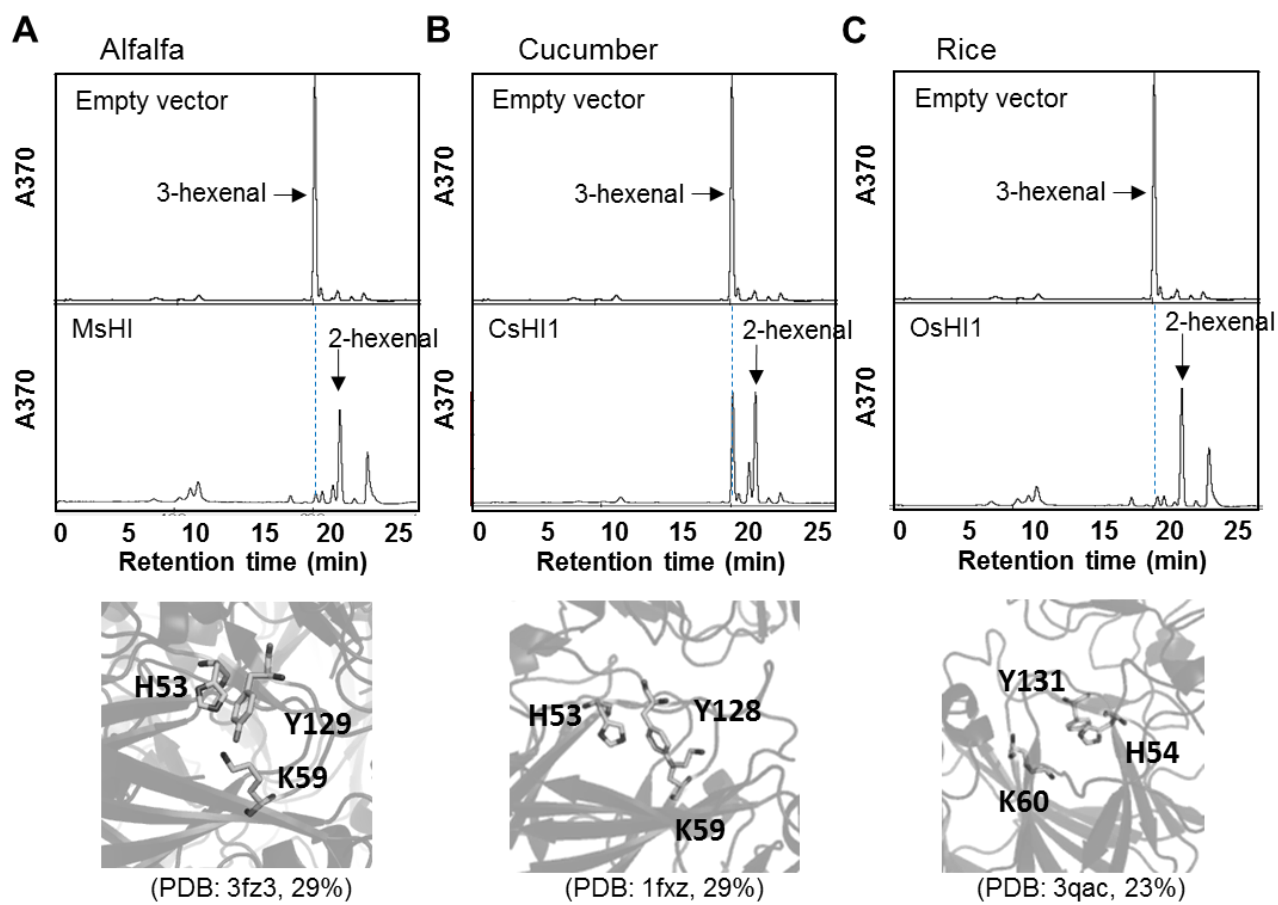 A
Alfalfa
Empty vector
3-hexenal
A370
MsHI
2-hexenal
A370
0 5 10 15 20 25
Retention time (min)
H53
Y129
K59
(PDB: 3fz3, 29%)
B
Cucumber
Empty vector
3-hexenal
A370
CsHI1
2-hexenal
A370
0 5 10 15 20 25
Retention time (min)
H53
Y128
K59
(PDB: 1fxz, 29%)
C
Rice
Empty vector
3-hexenal
A370
OsHI1
2-hexenal
A370
0 5 10 15 20 25
Retention time (min)
Y131
H54
K60
(PDB: 3qac, 23%)